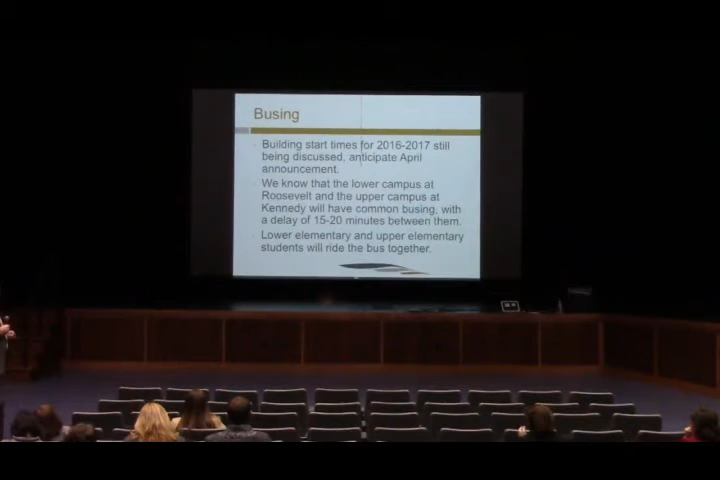 Busing
Building start times for 2016-2017 still
being discussed, anticipate April
announcement.
We know that the lower campus at
Roosevelt and the upper campus at
Kennedy will have common busing, with
a delay of 15-20 minutes between them.
Lower elementary and upper elementary
students will ride the bus together.